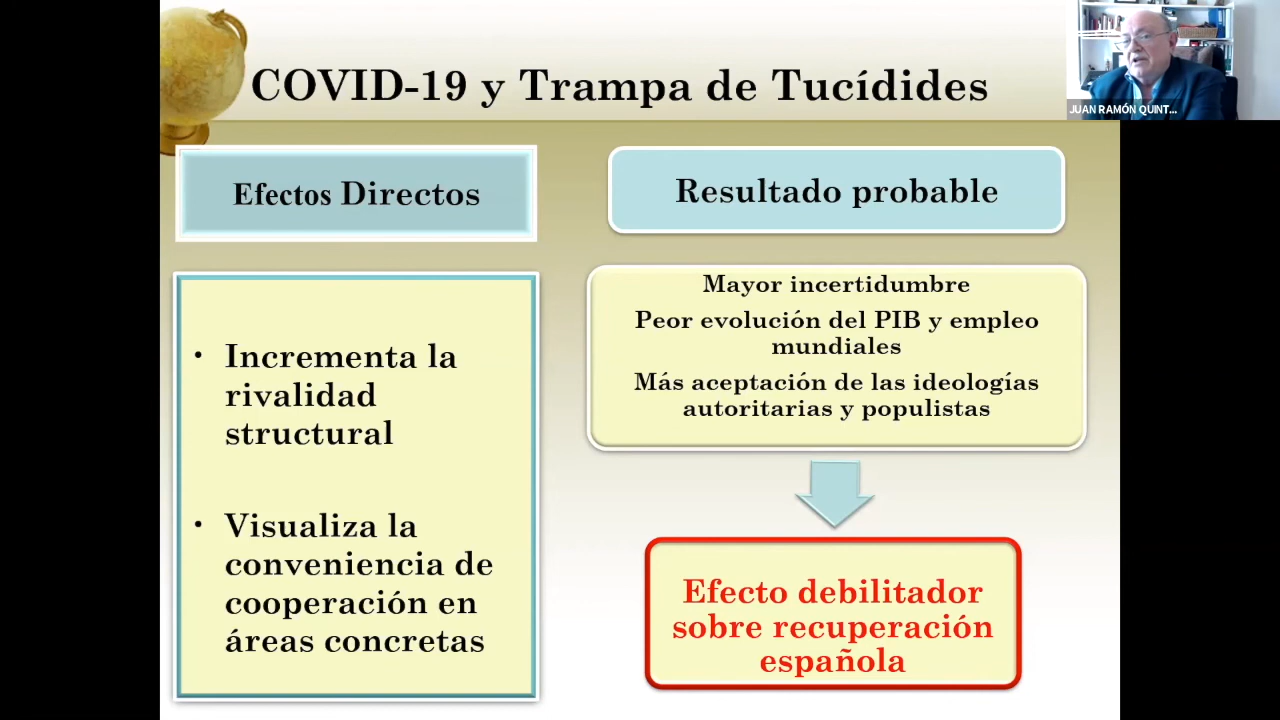 COVID-19 y Trampa de Tucídides
JUAN RAMÓN QUINT...
Efectos Directos
Resultado probable
• Incrementa la
rivalidad
structural
• Visualiza la
conveniencia de
cooperación en
áreas concretas
Mayor incertidumbre
Peor evolución del PIB y empleo
mundiales
Más aceptación de las ideologías
autoritarias y populistas
Efecto debilitador
sobre recuperación
española